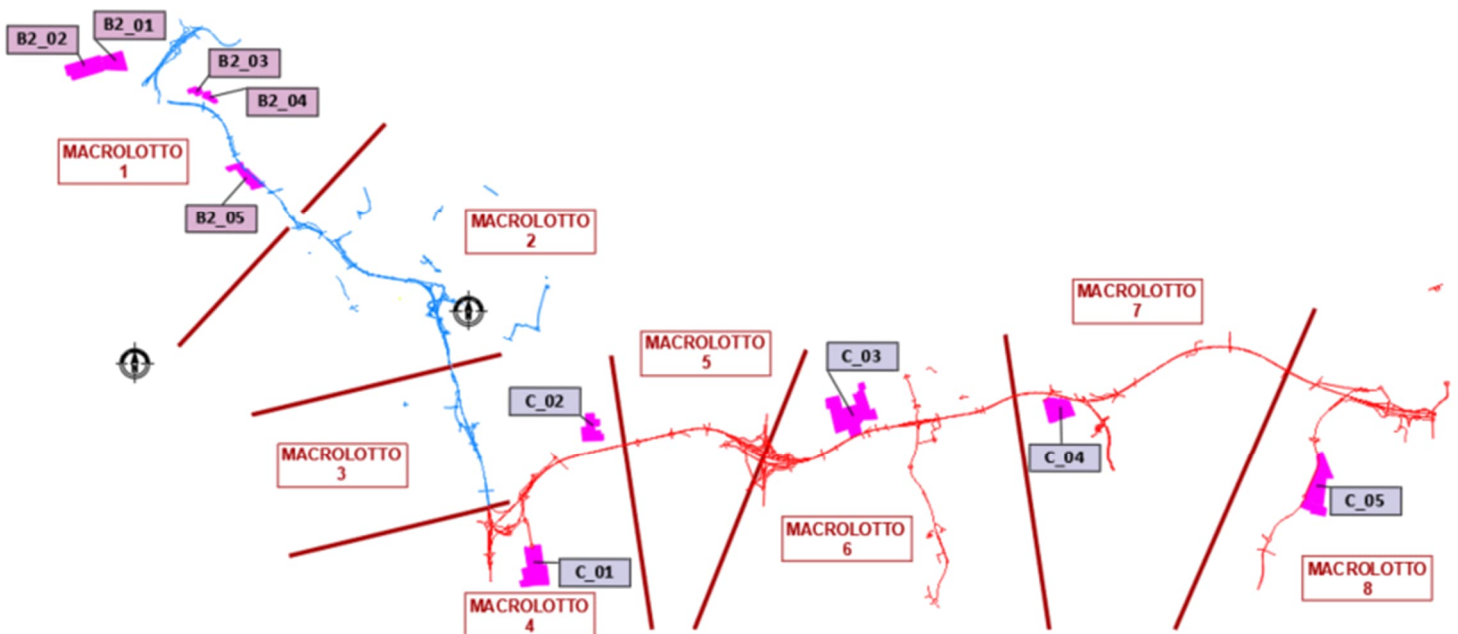 B2_01
B2_02
B2_03
B2_04
MACROLOTTO
1
B2_05
MACROLOTTO
2
MACROLOTTO
7
MACROLOTTO
5
C_03
C_02
MACROLOTTO
3
C_04
C_05
MACROLOTTO
6
C_01
MACROLOTTO
8
MACROLOTTO
4